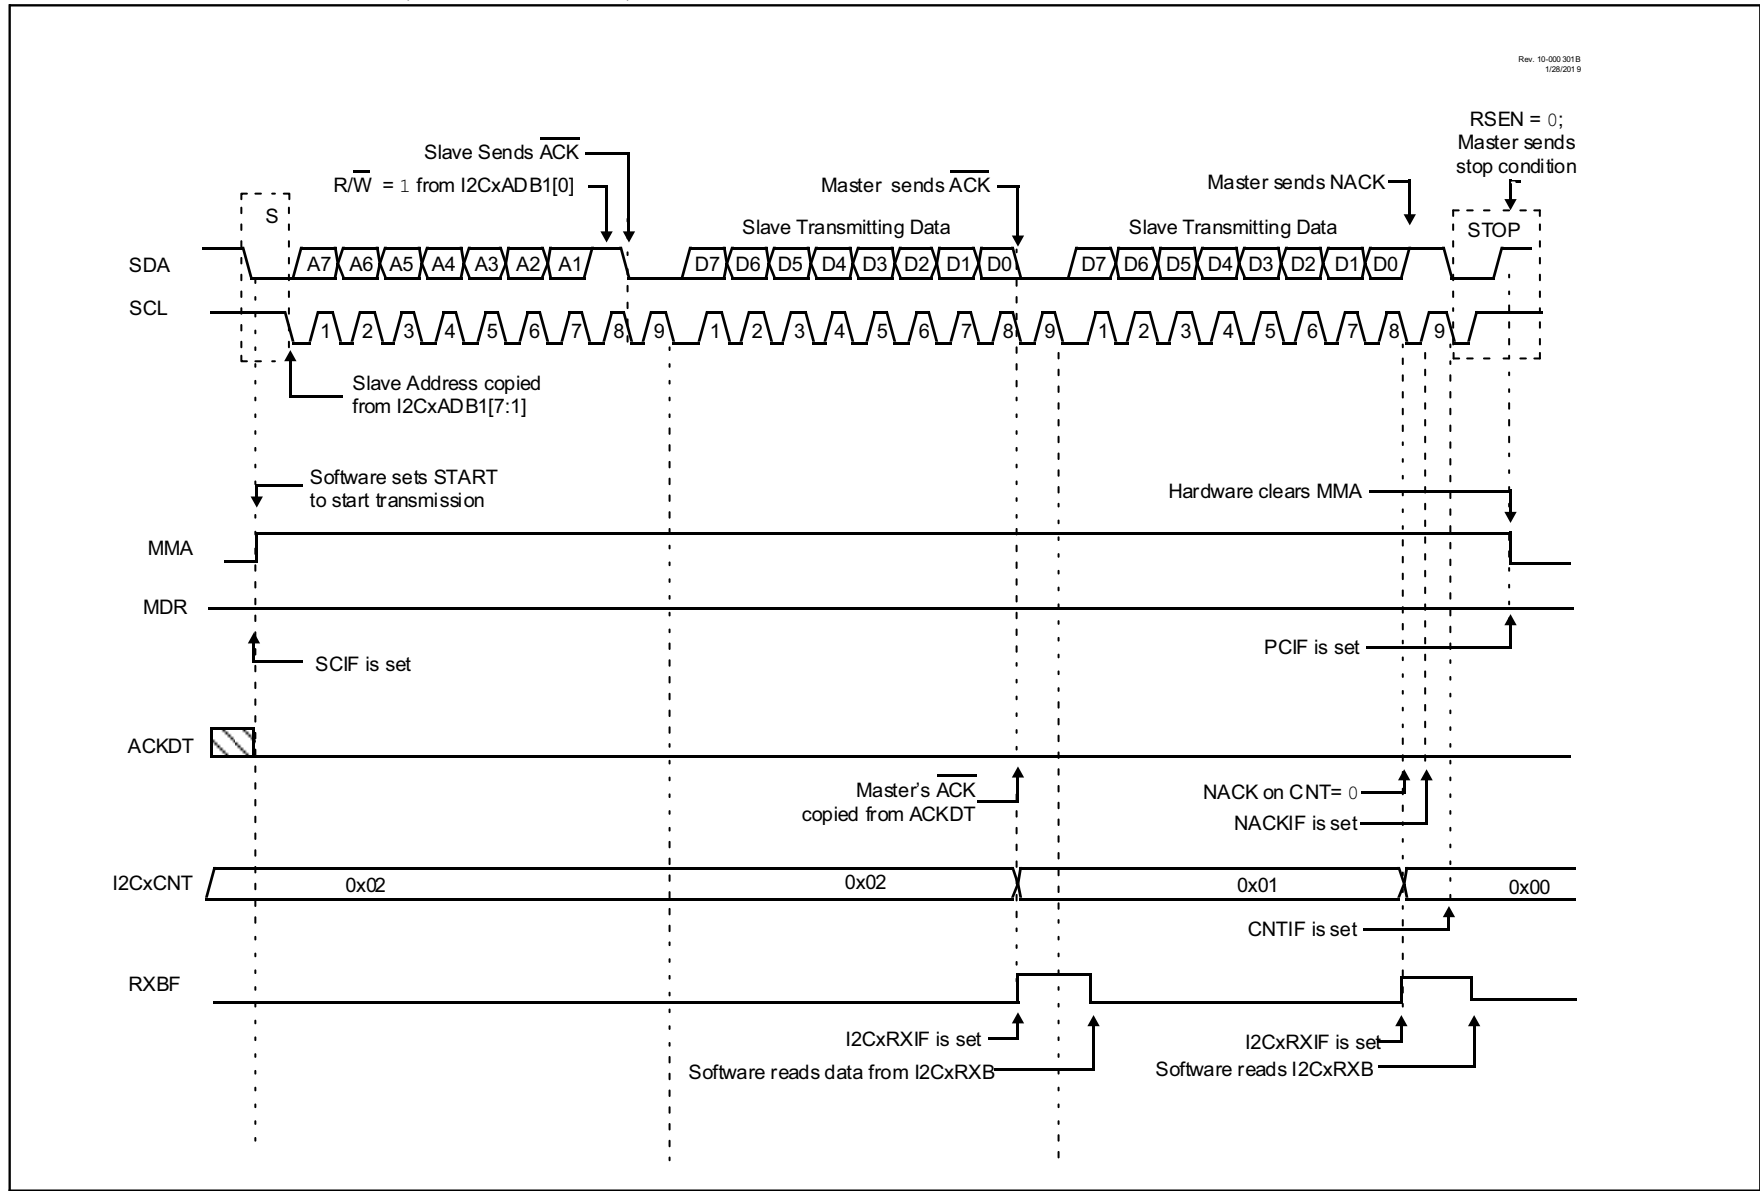 Rev. 10-000 301B
1/28/201 9
RSEN = 0;
Master sends
stop condition
Slave Sends ACK
R/W = 1 from I2CxADB1[0]
Master sends ACK
Master sends NACK
S
Slave Transmitting Data
Slave Transmitting Data
STOP
SDA
A7 A6 A5 A4 A3 A2 A1 D7 D6 D5 D4 D3 D2 D1 D0 D7 D6 D5 D4 D3 D2 D1 D0
SCL
1 2 3 4 5 6 7 8 9 1 2 3 4 5 6 7 8 9 1 2 3 4 5 6 7 8 9
Slave Address copied
from I2CxADB1[7:1]
Software sets START
to start transmission
Hardware clears MMA
MMA
MDR
SCIF is set
PCIF is set
ACKDT
Master's ACK
copied from ACKDT
NACK on CNT= 0
NACKIF is set
I2CxCNT
0x02 0x02 0x01 0x00
CNTIF is set
RXBF
I2CxRXIF is set
Software reads data from I2CxRXB
I2CxRXIF is set
Software reads I2CxRXB